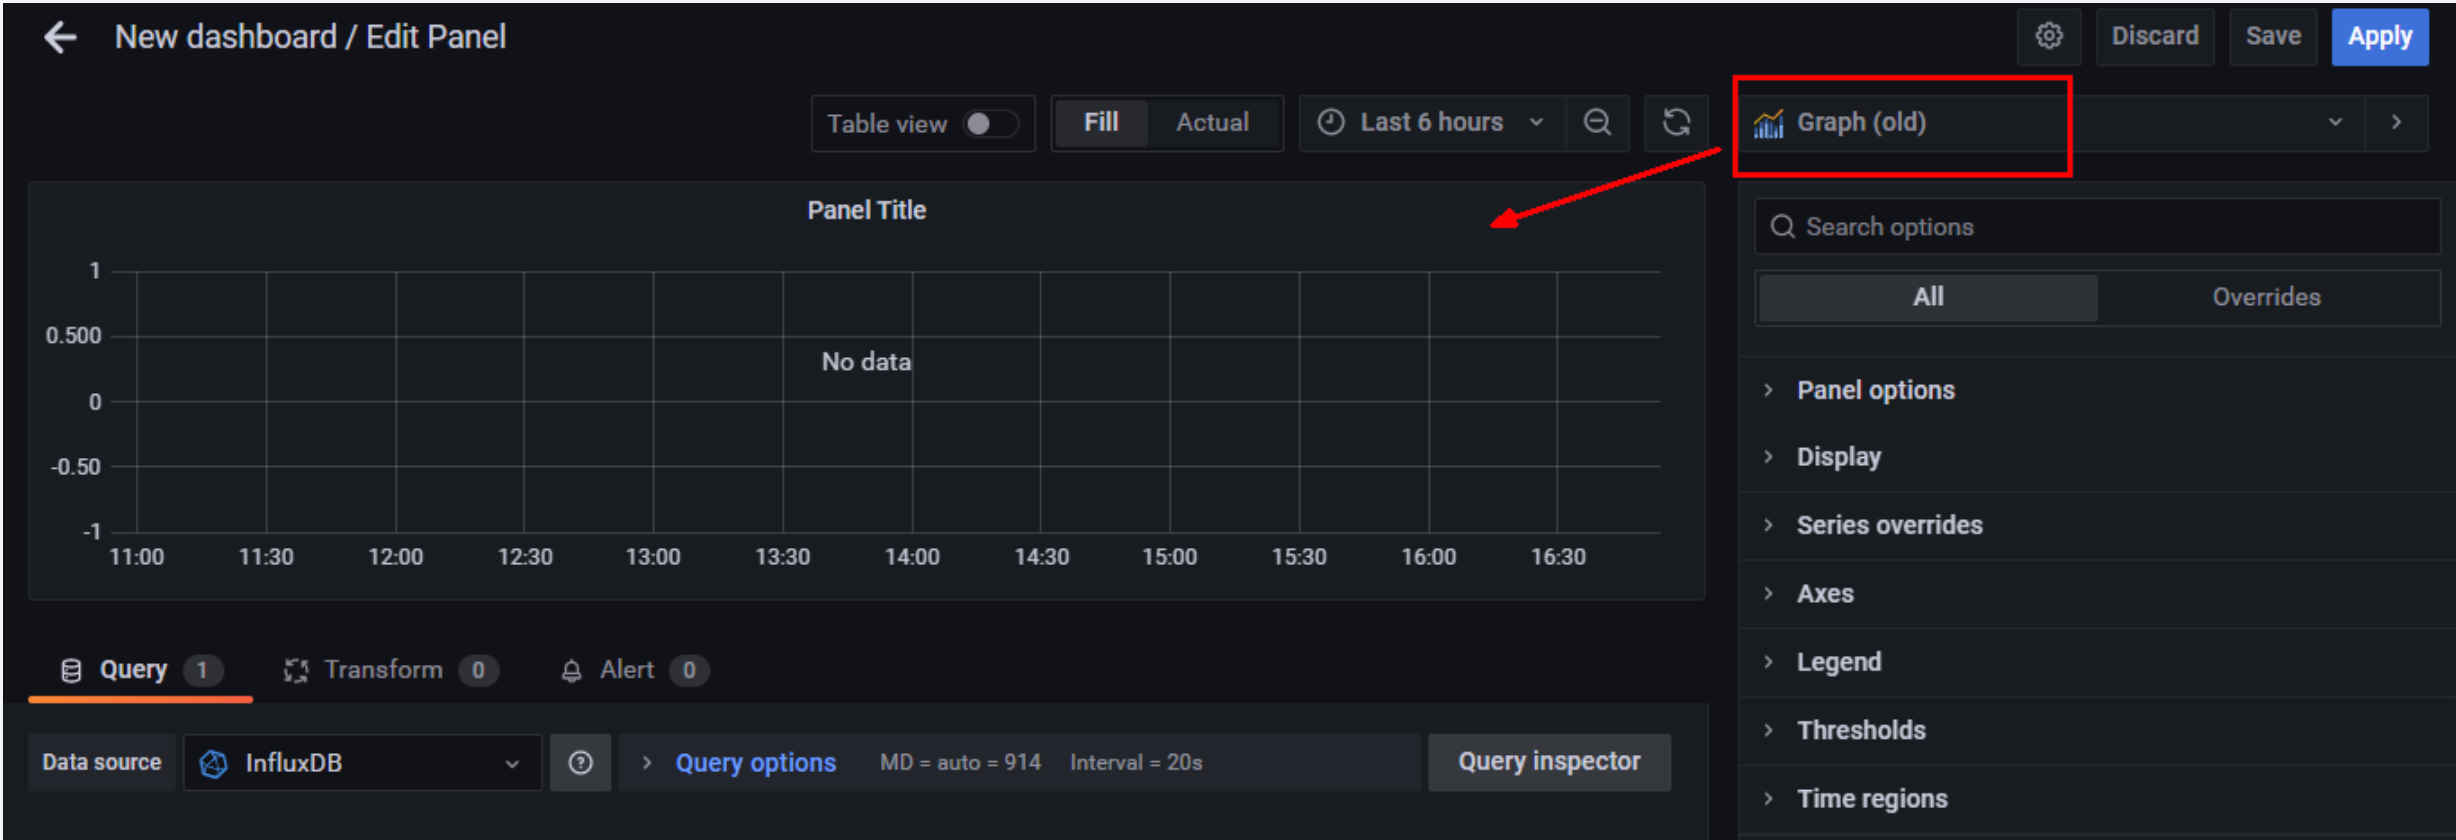 New dashboard / Edit Panel
Discard
Save
Apply
Table view
Fill
Actual
Last 6 hours
Graph (old)
Panel Title
1
0.500
0
-0.50
-1
No data
11:00 11:30 12:00 12:30 13:00 13:30 14:00 14:30 15:00 15:30 16:00 16:30
Query 1
Transform 0
Alert 0
Data source
InfluxDB
Query options
MD = auto = 914
Interval = 20s
Query inspector
Search options
All
Overrides
Panel options
Display
Series overrides
Axes
Legend
Thresholds
Time regions